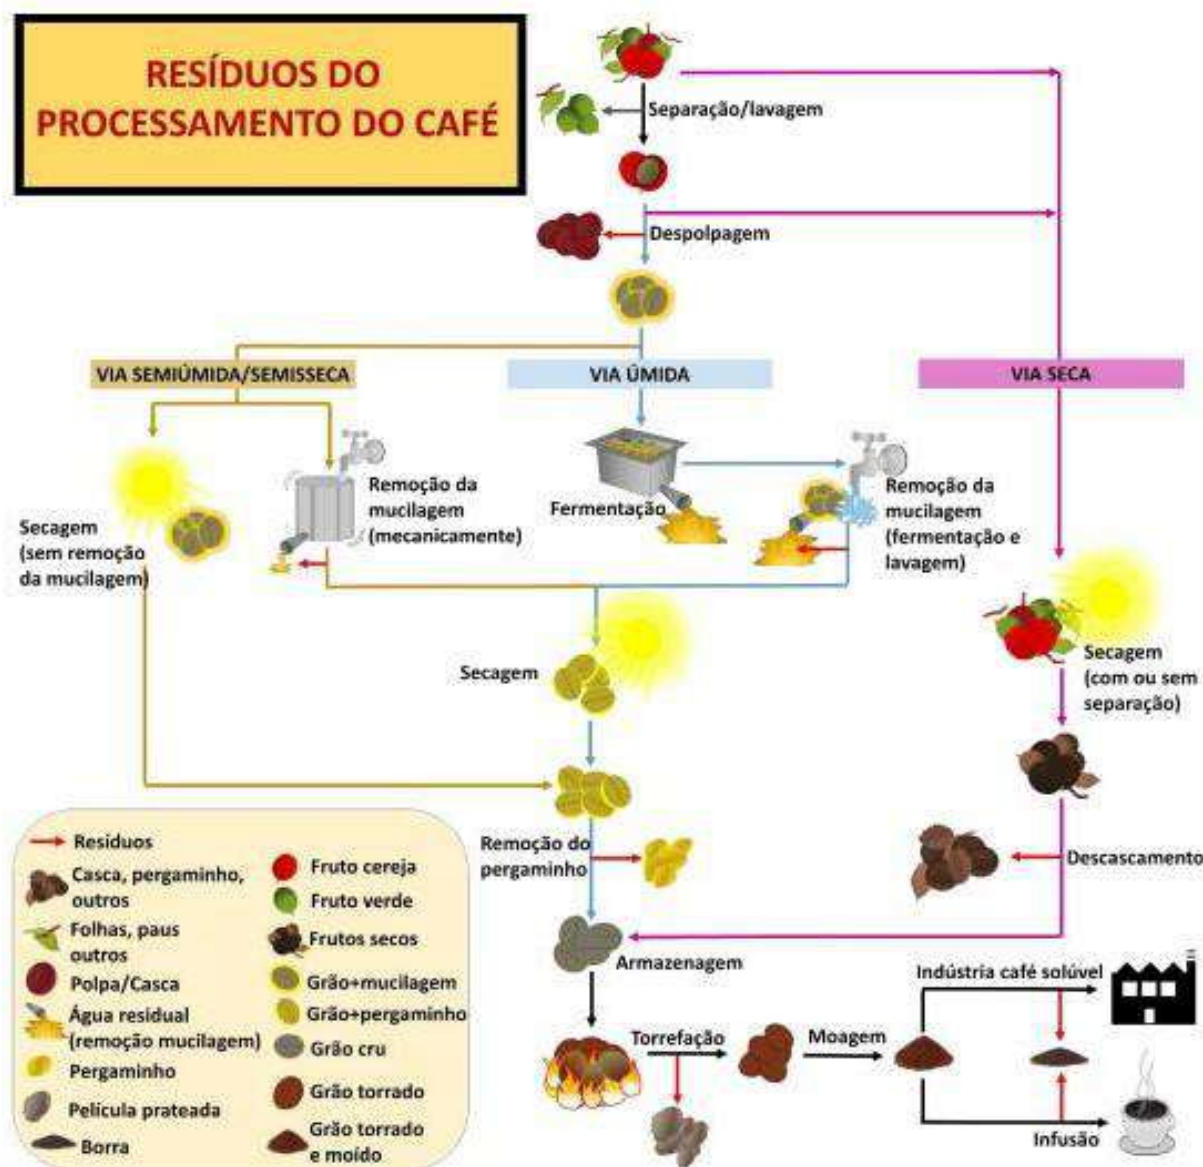 RESÍDUOS DO
PROCESSAMENTO DO CAFÉ
Separação/lavagem
Despolpagem
VIA SEMIÚMIDA/SEMISSECA
VIA ÚMIDA
VIA SECA
Secagem
(sem remoção
da mucilagem)
Remoção da
mucilagem
(mecanicamente)
Fermentação
Remoção da
mucilagem
(fermentação e
lavagem)
Secagem
Secagem
(com ou sem
separação)
Remoção do
pergaminho
Descascamento
Armazenagem
Torrefação
Moagem
Indústria café solúvel
Infusão
Resíduos
Casca, pergaminho,
outros
Folhas, paus
outros
Polpa/Casca
Água residual
(remoção mucilagem)
Pergaminho
Película prateada
Borra
Fruto cereja
Fruto verde
Frutos secos
Grão+mucilagem
Grão+pergaminho
Grão cru
Grão torrado
Grão torrado
e moído